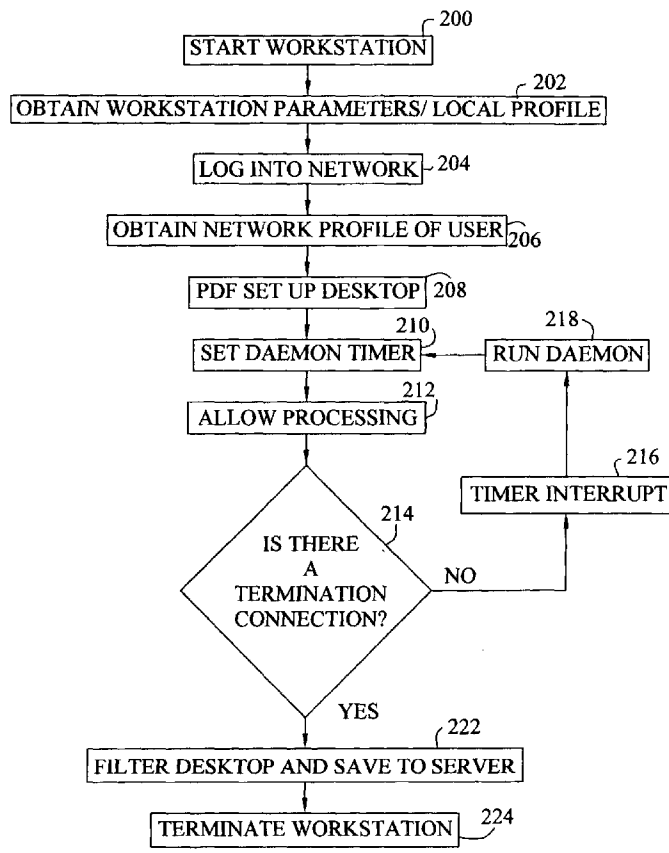 200
START WORKSTATION
202
OBTAIN WORKSTATION PARAMETERS/ LOCAL PROFILE
LOG INTO NETWORK
204
OBTAIN NETWORK PROFILE OF USER
206
PDF SET UP DESKTOP
208
210
SET DAEMON TIMER
218
RUN DAEMON
212
ALLOW PROCESSING
216
TIMER INTERRUPT
214
IS THERE
A
TERMINATION
CONNECTION?
NO
YES
222
FILTER DESKTOP AND SAVE TO SERVER
TERMINATE WORKSTATION
224